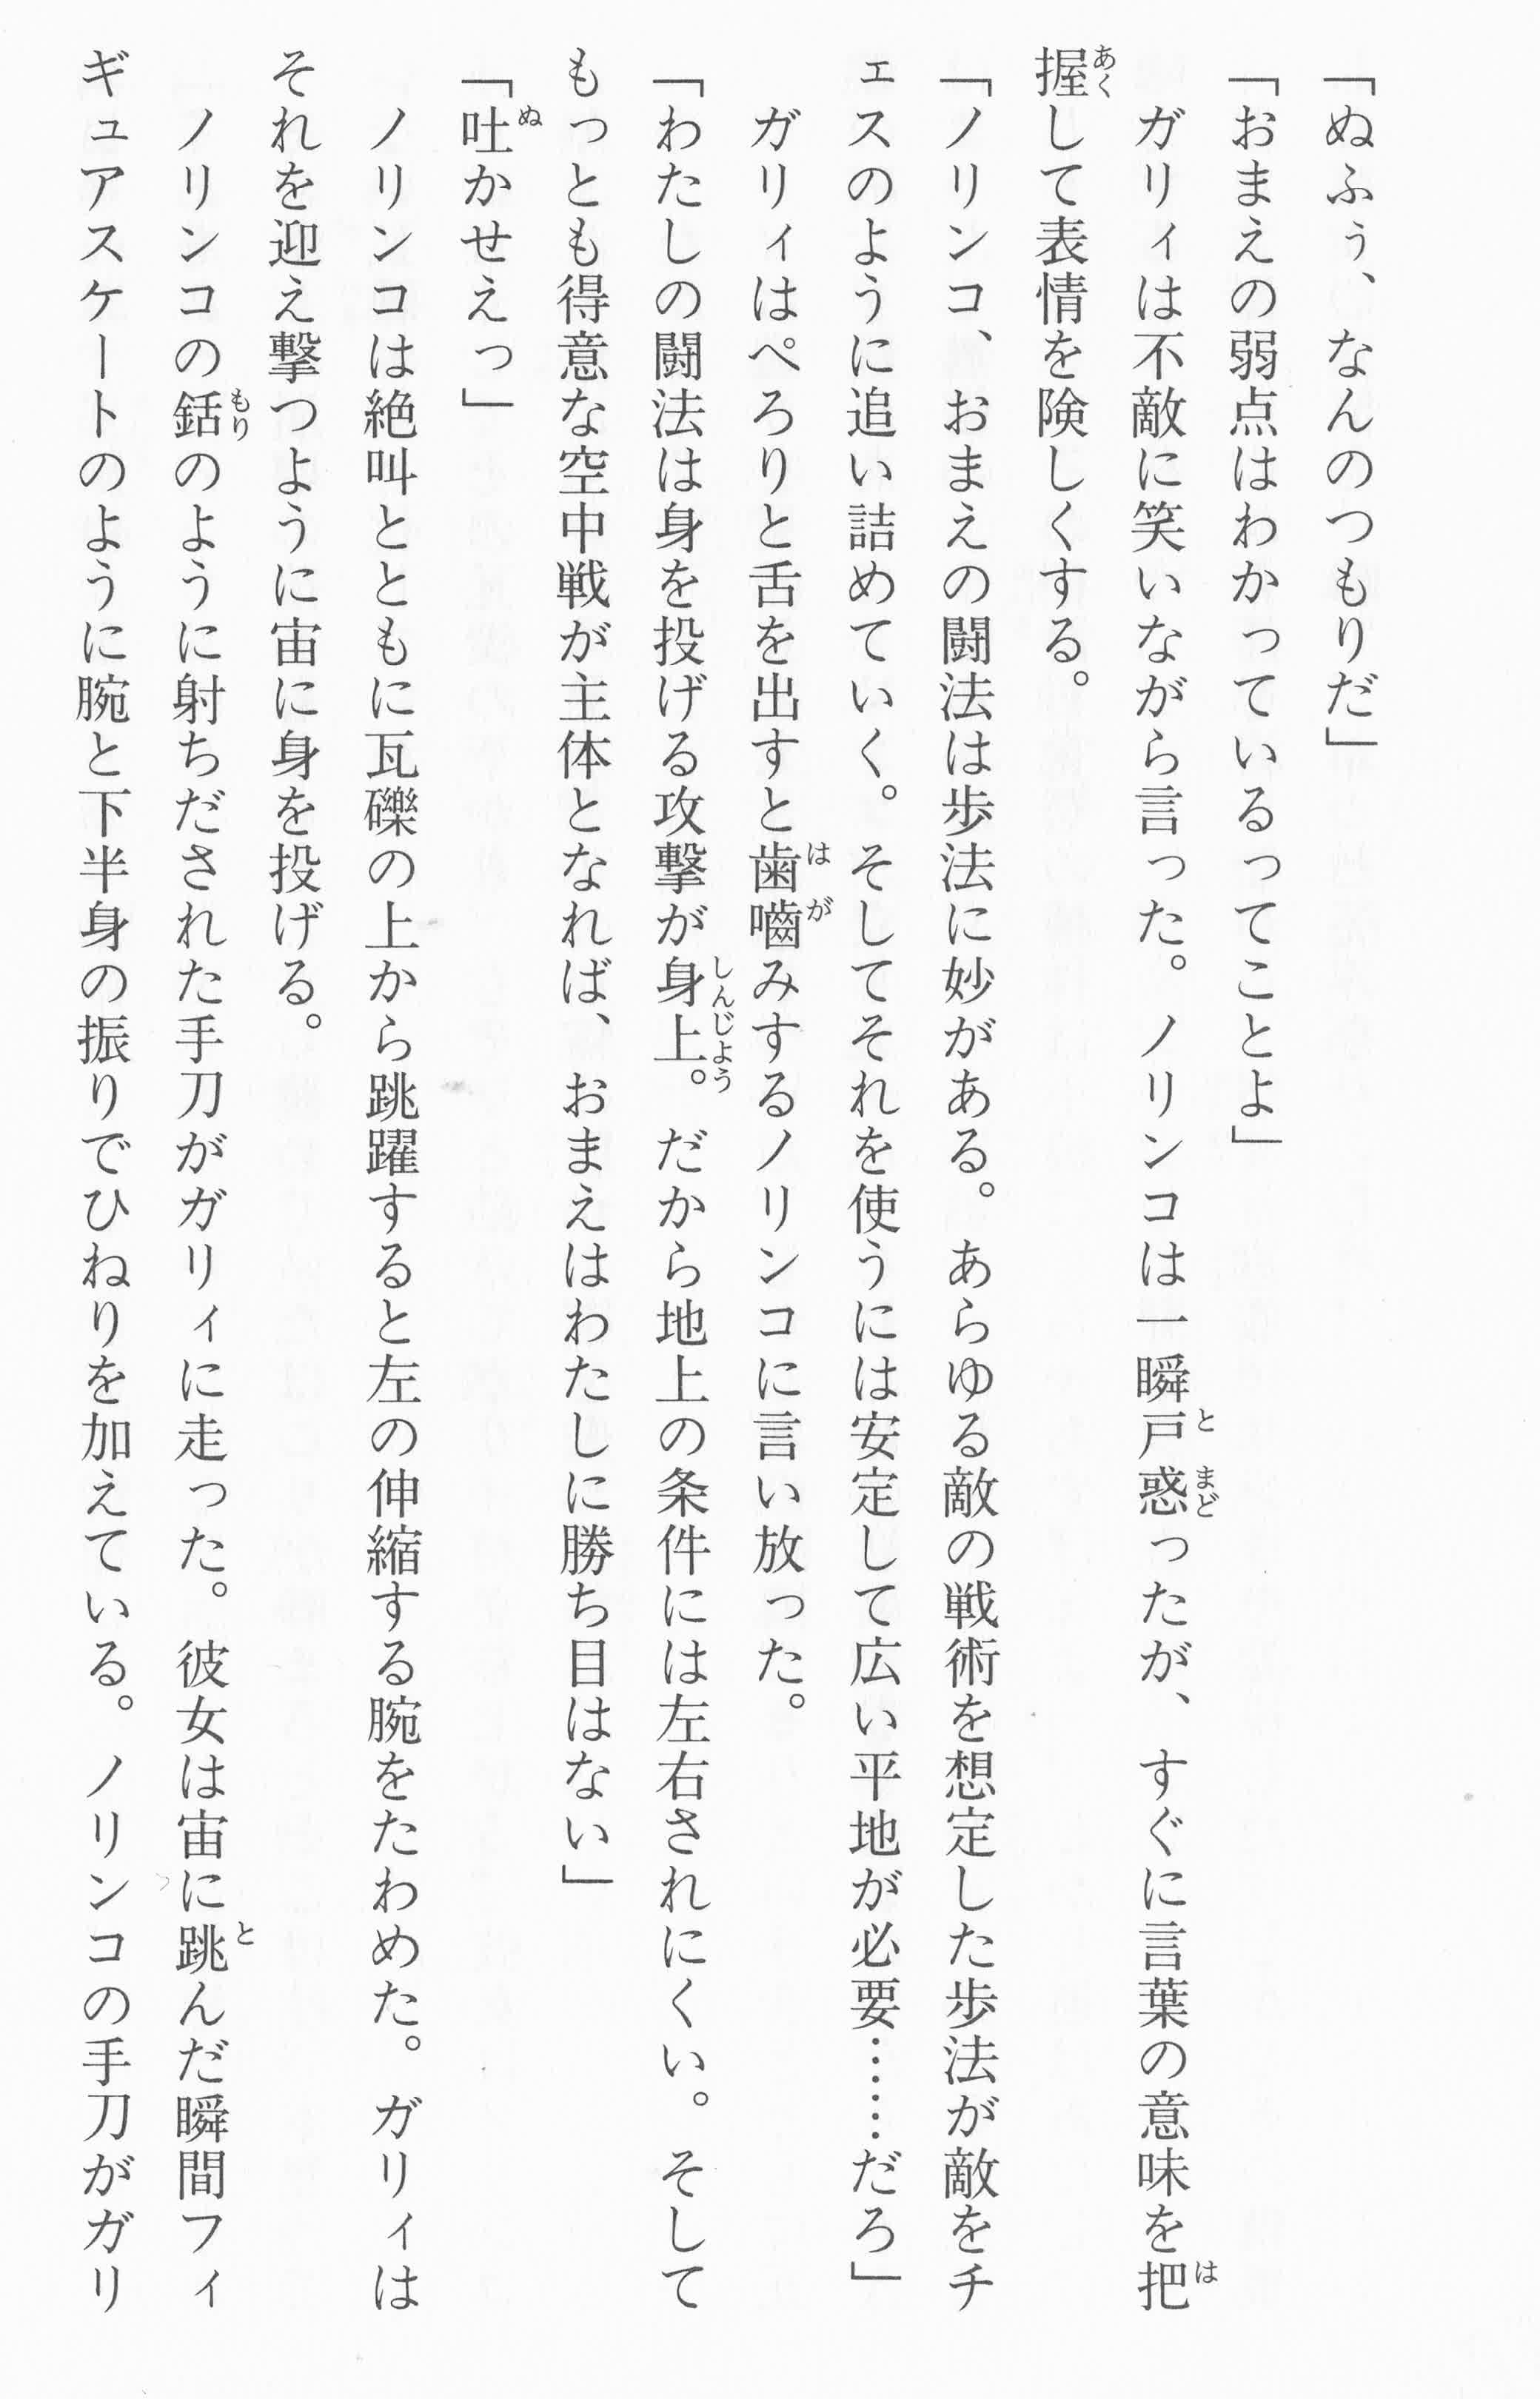 「ぬふぅ、なんのつもりだ」
「おまえの弱点はわかっているってことよ」
　ガリィは不敵に笑いながら言った。ノリンコは一瞬戸惑ったが、すぐに言葉の意味を把
握して表情を険しくする。
「ノリンコ、おまえの闘法は歩法に妙がある。あらゆる敵の戦術を想定した歩法が敵をチ
ェスのように追い詰めていく。そしてそれを使うには安定して広い平地が必要……だろ」
　ガリィはぺろりと舌を出すと歯嚙みするノリンコに言い放った。
「わたしの闘法は身を投げる攻撃が身上。だから地上の条件には左右されにくい。そして
もっとも得意な空中戦が主体となれば、おまえはわたしに勝ち目はない」
「吐かせえっ」
　ノリンコは絶叫とともに瓦礫の上から跳躍すると左の伸縮する腕をたわめた。ガリィは
それを迎え撃つように宙に身を投げる。
　ノリンコの銛のように射ちだされた手刀がガリィに走った。彼女は宙に跳んだ瞬間フィ
ギュアスケートのように腕と下半身の振りでひねりを加えている。ノリンコの手刀がガリ